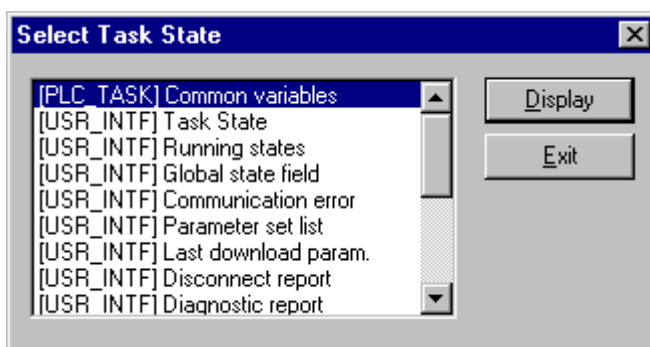 Select Task State
[PLC_TASK] Common variables
[USR_INTF] Task State
[USR_INTF] Running states
[USR_INTF] Global state field
[USR_INTF] Communication error
[USR_INTF] Parameter set list
[USR_INTF] Last download param.
[USR_INTF] Disconnect report
[USR_INTF] Diagnostic report
Display
Exit